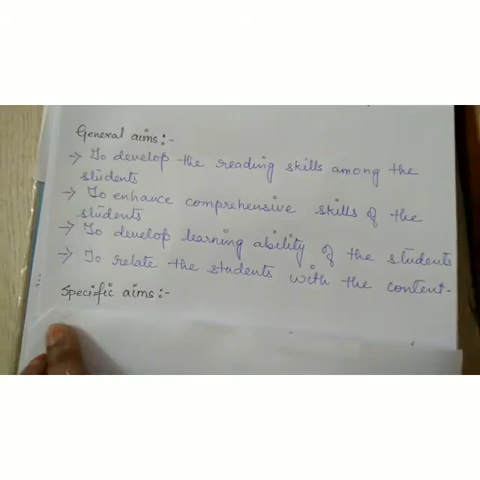 General aims:-
→ To develop the reading skills among the
students
→ To enhance comprehensive skills of the
students
→ To develop learning ability of the students
→ To relate the students with the content-
Specific aims:-